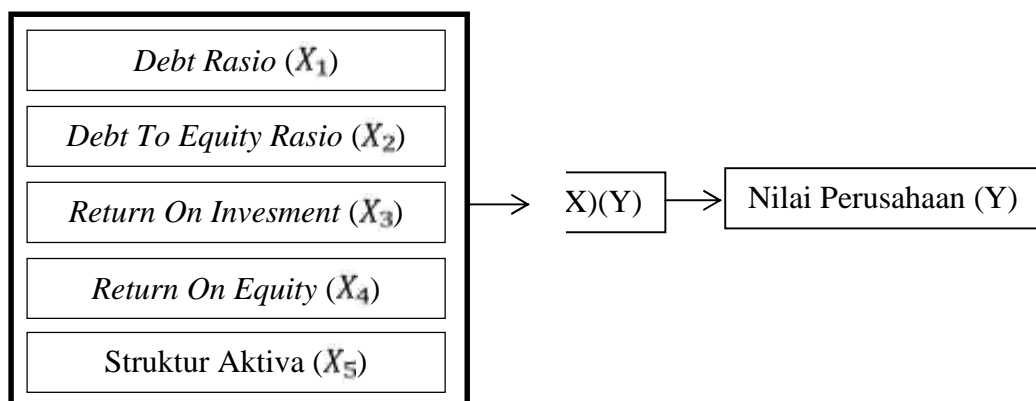 Debt Rasio (X1)
Debt To Equity Rasio (X2)
Return On Invesment (X3)
Return On Equity (X4)
Struktur Aktiva (X5)
X)(Y)
Nilai Perusahaan (Y)